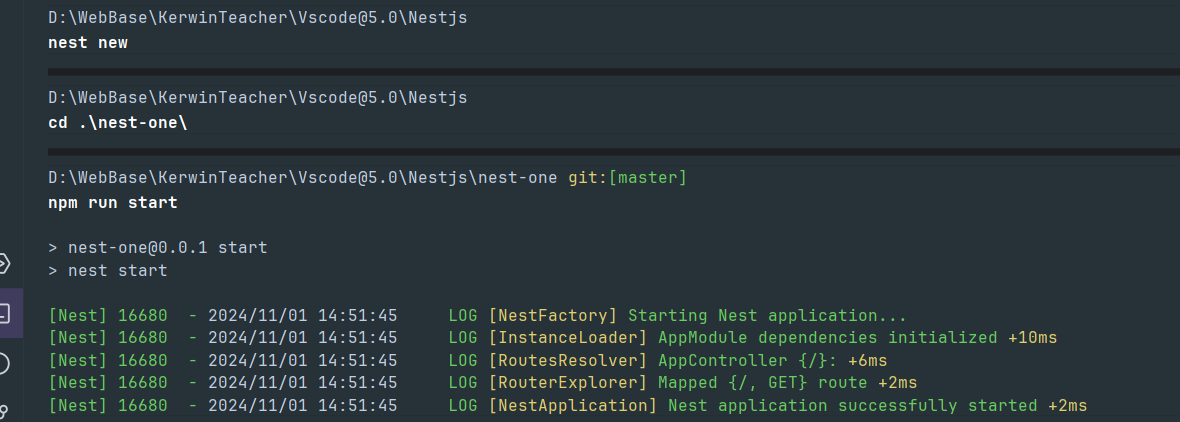 D:\WebBase\KerwinTeacher\Vscode@5.0\Nestjs
nest new
D:\WebBase\KerwinTeacher\Vscode@5.0\Nestjs
cd .\nest-one\
D:\WebBase\KerwinTeacher\Vscode@5.0\Nestjs\nest-one git:[master]
npm run start
> nest-one@0.0.1 start
> nest start
[Nest] 16680  - 2024/11/01 14:51:45     LOG [NestFactory] Starting Nest application...
[Nest] 16680  - 2024/11/01 14:51:45     LOG [InstanceLoader] AppModule dependencies initialized +10ms
[Nest] 16680  - 2024/11/01 14:51:45     LOG [RoutesResolver] AppController {/}: +6ms
[Nest] 16680  - 2024/11/01 14:51:45     LOG [RouterExplorer] Mapped {/, GET} route +2ms
[Nest] 16680  - 2024/11/01 14:51:45     LOG [NestApplication] Nest application successfully started +2ms